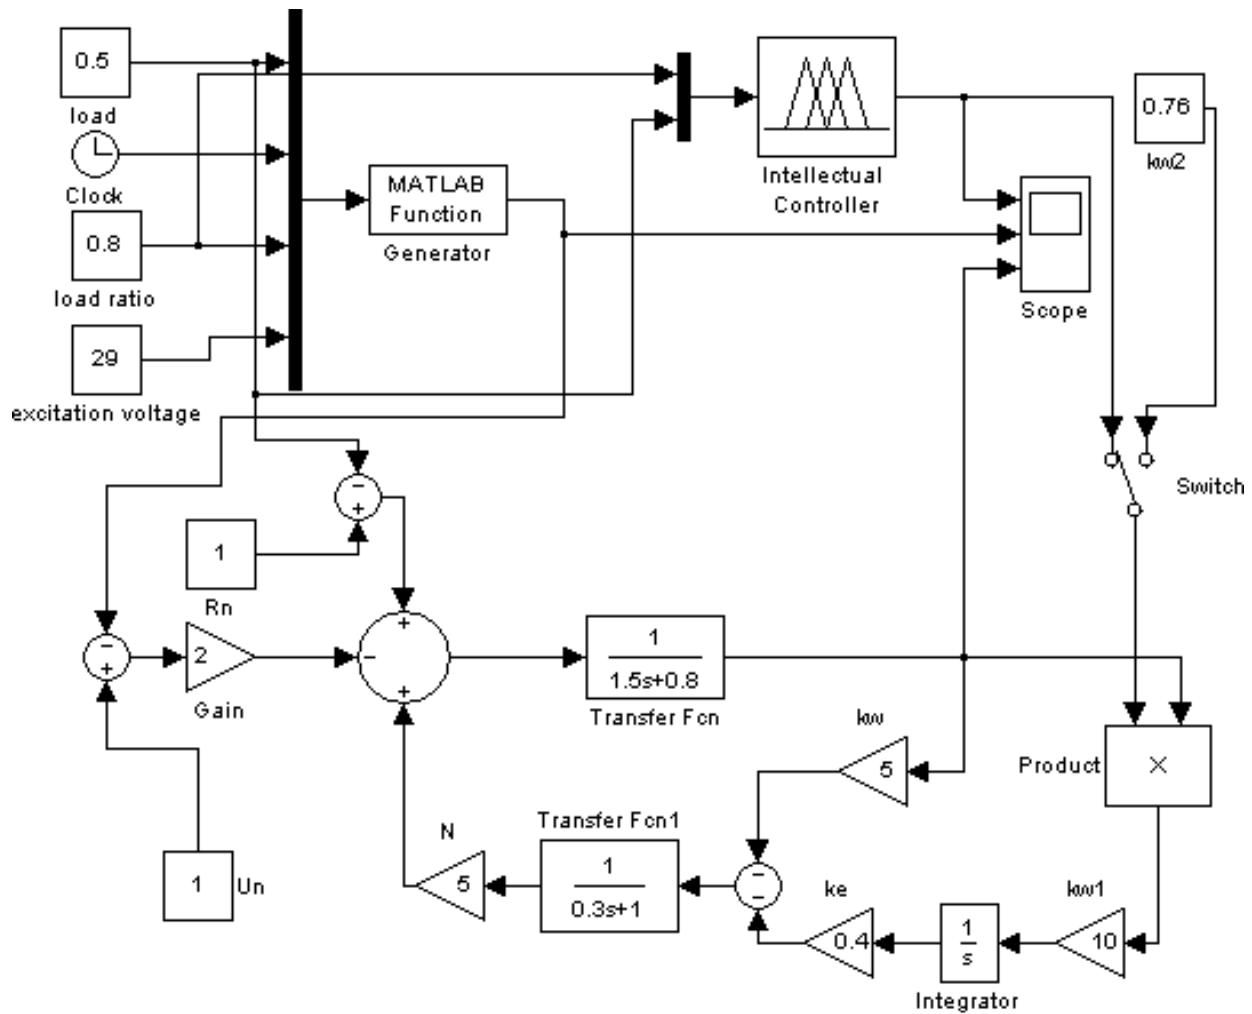 0.5
load
Clock
0.8
load ratio
29
excitation voltage
MATLAB
Function
Generator
Intellectual
Controller
0.76
kw2
Scope
Switch
−
+
1
Rn
−
+
2
Gain
+
−
+
1
1.5s+0.8
Transfer Fcn
kw
5
Product
×
1
Un
N
5
Transfer Fcn1
1
0.3s+1
−
−
ke
0.4
1
s
Integrator
kw1
10